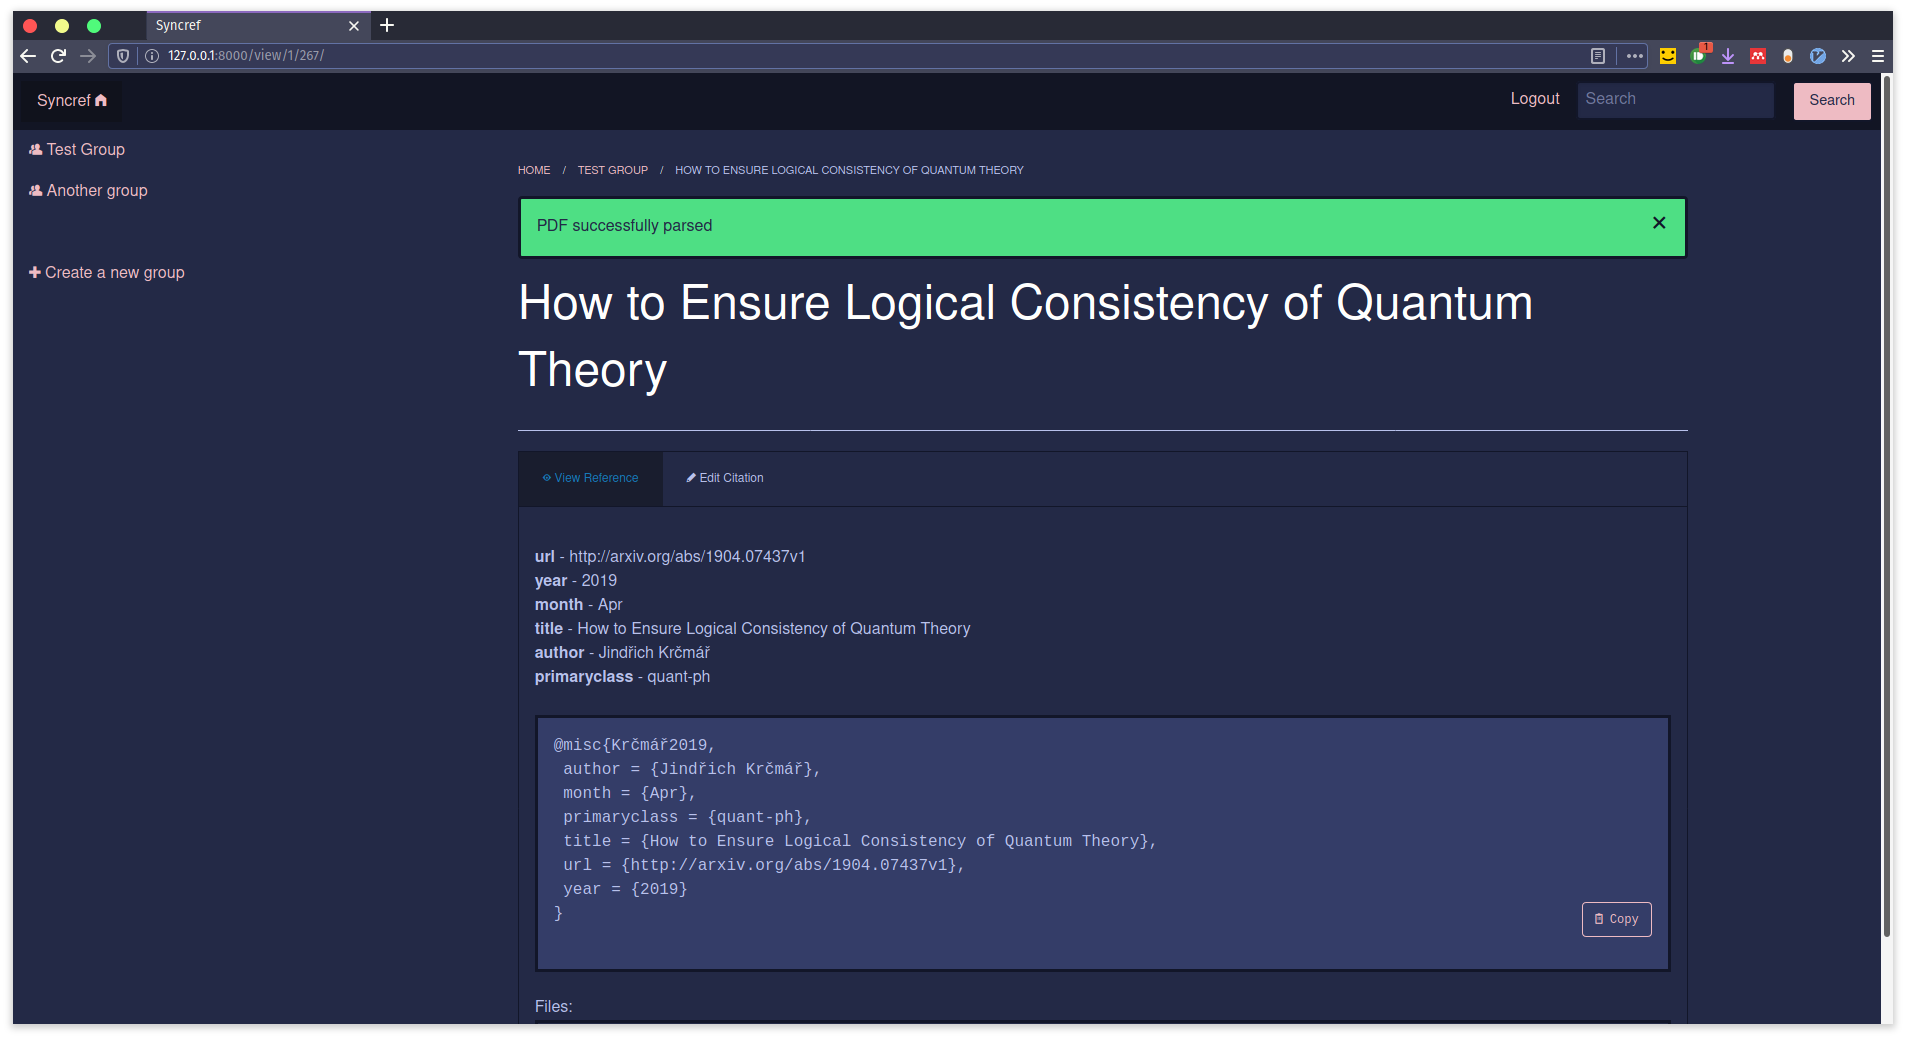 Syncref
127.0.0.1:8000/view/1/267/
1
Syncref
Logout
Search
Search
Test Group
Another group
Create a new group
HOME / TEST GROUP / HOW TO ENSURE LOGICAL CONSISTENCY OF QUANTUM THEORY
PDF successfully parsed
How to Ensure Logical Consistency of Quantum
Theory
View Reference
Edit Citation
url - http://arxiv.org/abs/1904.07437v1
year - 2019
month - Apr
title - How to Ensure Logical Consistency of Quantum Theory
author - Jindřich Krčmář
primaryclass - quant-ph
@misc{Krčmář2019,
 author = {Jindřich Krčmář},
 month = {Apr},
 primaryclass = {quant-ph},
 title = {How to Ensure Logical Consistency of Quantum Theory},
 url = {http://arxiv.org/abs/1904.07437v1},
 year = {2019}
}
Copy
Files: